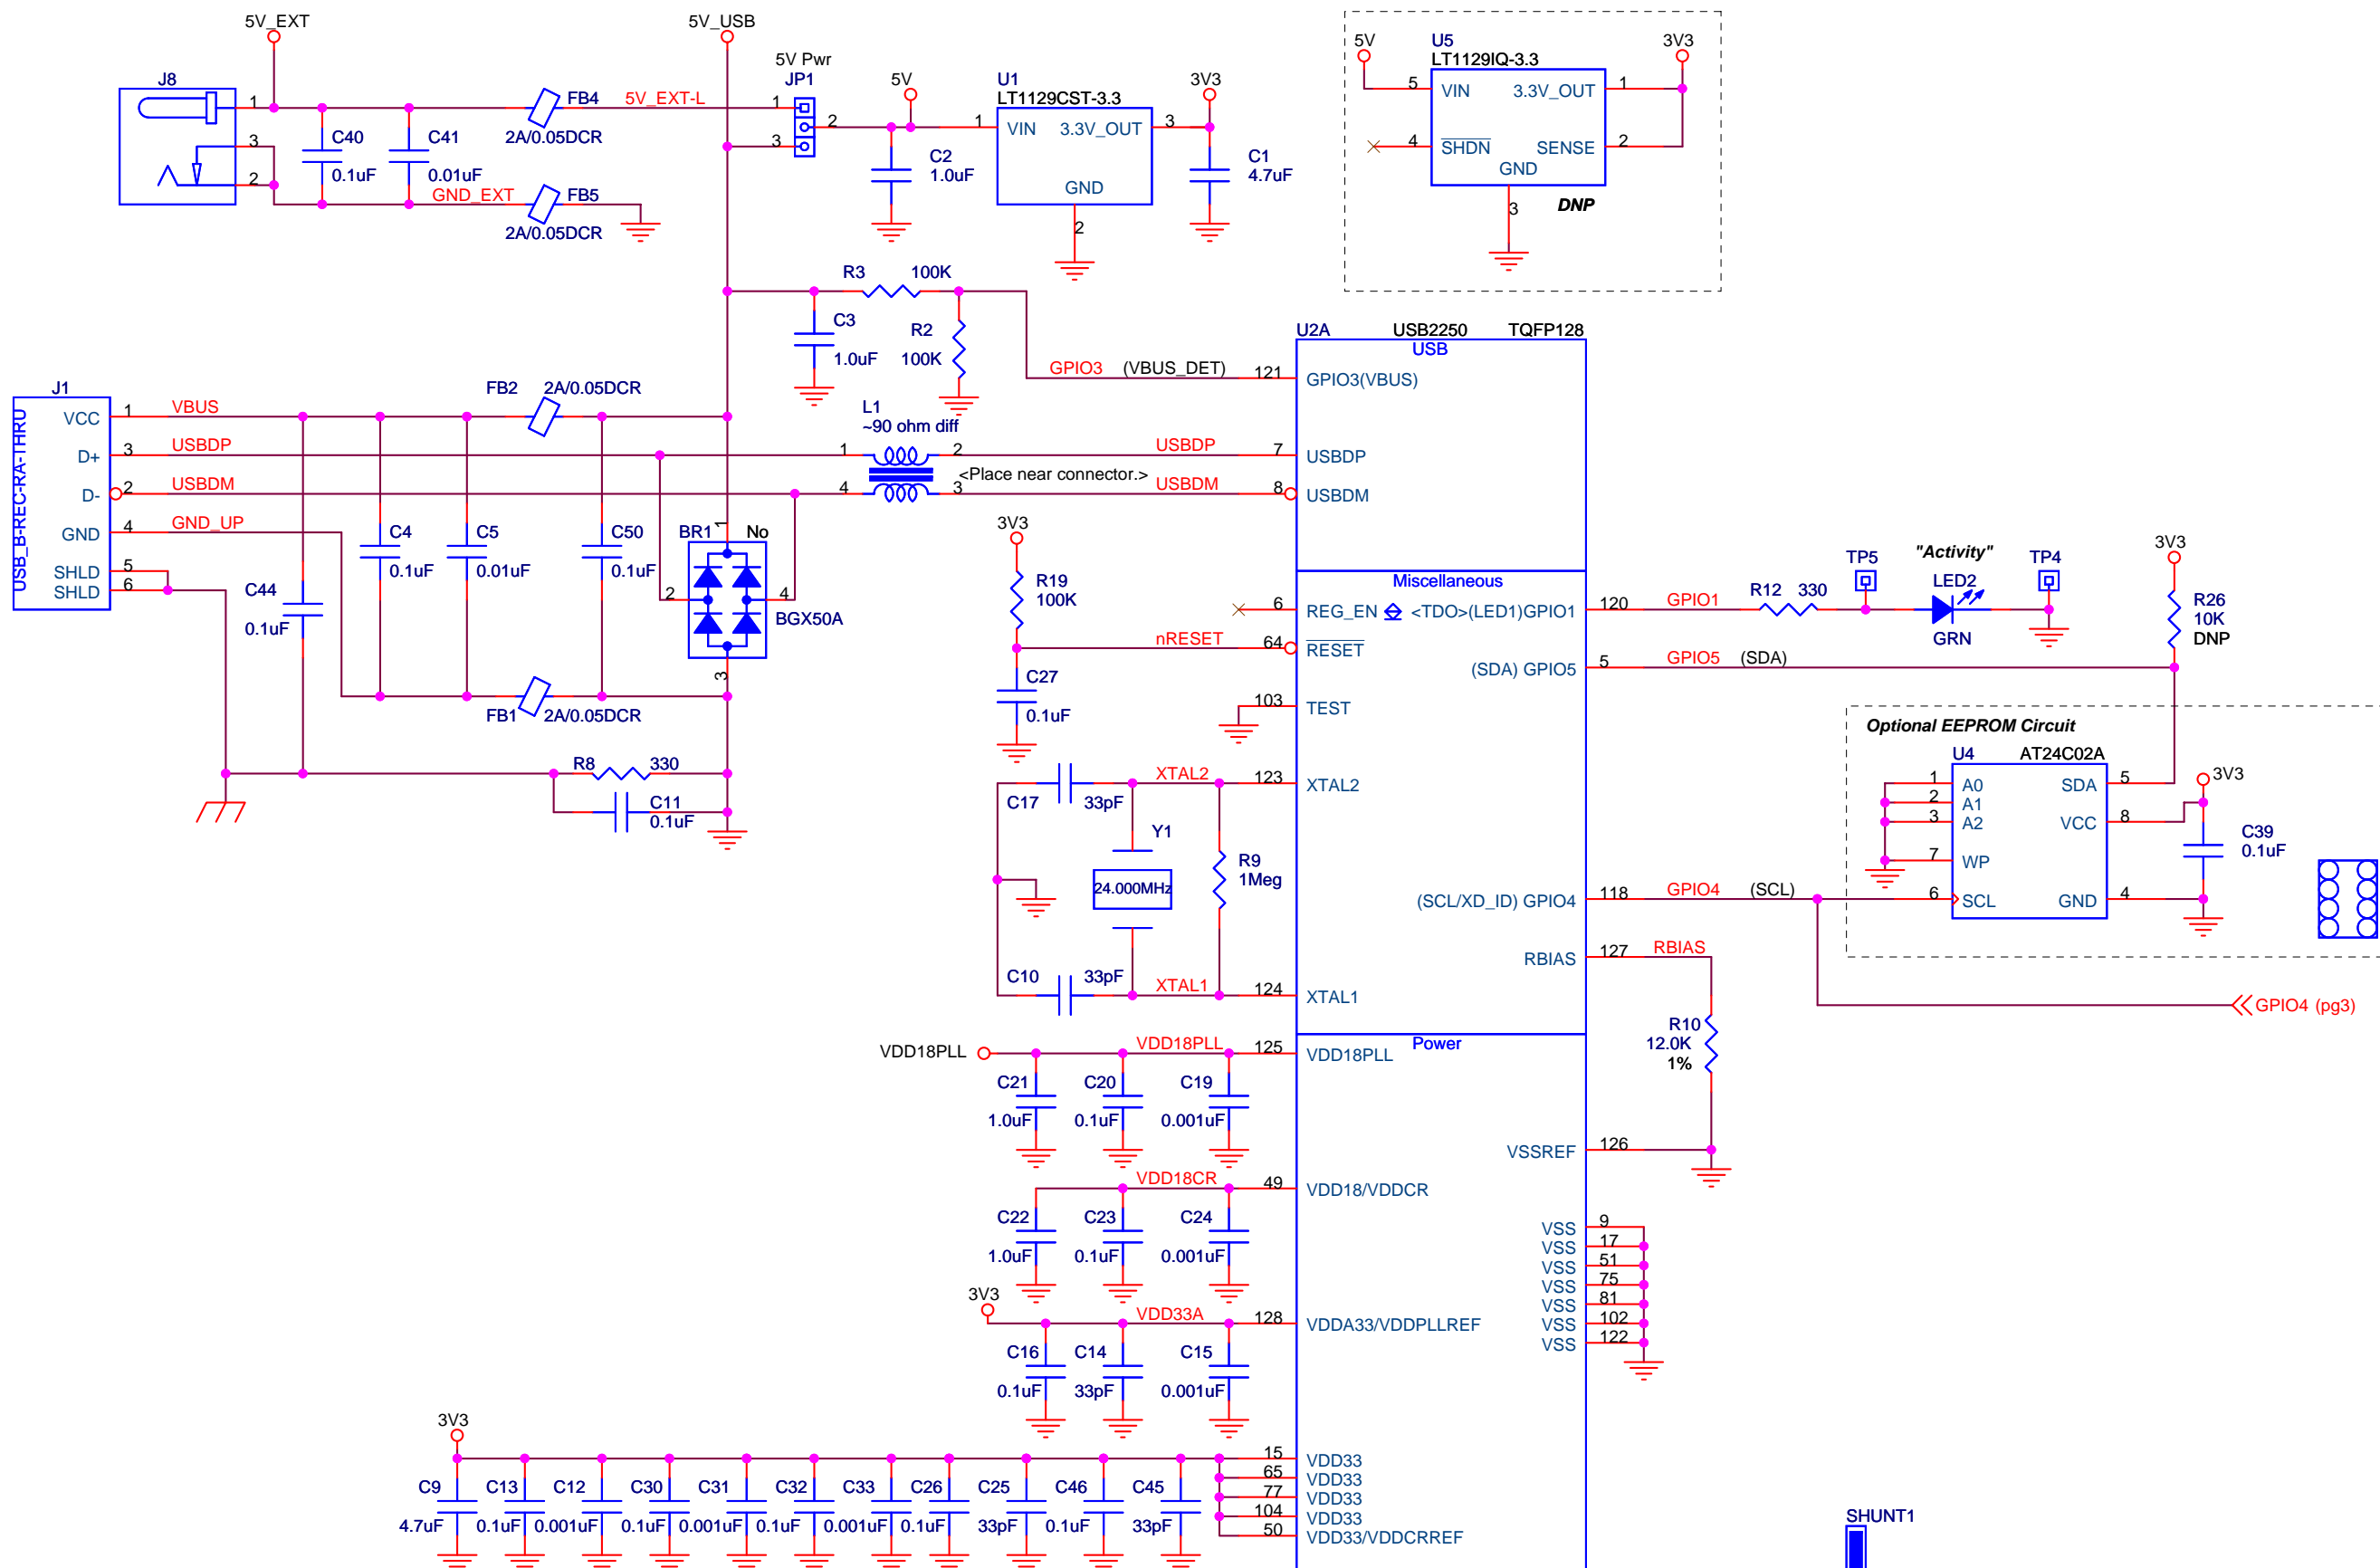 5V_EXT
5V_USB
J8
1
3
2
C40
0.1uF
C41
0.01uF
FB4
2A/0.05DCR
5V_EXT-L
GND_EXT
FB5
2A/0.05DCR
5V Pwr
JP1
1
2
3
5V
C2
1.0uF
U1
LT1129CST-3.3
1
VIN
3.3V_OUT
3
GND
2
3V3
C1
4.7uF
5V
U5
LT1129IQ-3.3
3V3
5
VIN
3.3V_OUT
1
4
SHDN
SENSE
2
GND
3
DNP
R3
100K
C3
1.0uF
R2
100K
GPIO3
(VBUS_DET)
121
U2A
USB2250
TQFP128
USB
GPIO3(VBUS)
J1
USB_B-REC-RA-THRU
VCC
1
VBUS
D+
3
USBDP
D-
2
USBDM
GND
4
GND_UP
SHLD
5
SHLD
6
FB2
2A/0.05DCR
L1
~90 ohm diff
1
2
4
3
<Place near connector.>
USBDP
7
USBDP
USBDM
8
USBDM
C44
0.1uF
C4
0.1uF
C5
0.01uF
C50
0.1uF
BR1
No
1
2
4
3
BGX50A
FB1
2A/0.05DCR
R8
330
C11
0.1uF
3V3
R19
100K
nRESET
C27
0.1uF
Miscellaneous
6
REG_EN
<TDO>(LED1)GPIO1
120
64
RESET
(SDA) GPIO5
5
103
TEST
GPIO1
R12
330
TP5
"Activity"
LED2
GRN
TP4
3V3
R26
10K
DNP
GPIO5
(SDA)
Optional EEPROM Circuit
U4
AT24C02A
1
A0
2
A1
3
A2
7
WP
6
SCL
SDA
5
VCC
8
GND
4
3V3
C39
0.1uF
C17
33pF
XTAL2
123
XTAL2
Y1
24.000MHz
R9
1Meg
C10
33pF
XTAL1
124
XTAL1
(SCL/XD_ID) GPIO4
118
GPIO4
(SCL)
RBIAS
127
RBIAS
GPIO4 (pg3)
R10
12.0K
1%
Power
VDD18PLL
VDD18PLL
125
VDD18PLL
C21
1.0uF
C20
0.1uF
C19
0.001uF
VSSREF
126
VDD18CR
49
VDD18/VDDCR
C22
1.0uF
C23
0.1uF
C24
0.001uF
VSS
9
VSS
17
VSS
51
VSS
75
VSS
81
VSS
102
VSS
122
3V3
VDD33A
128
VDDA33/VDDPLLREF
C16
0.1uF
C14
33pF
C15
0.001uF
3V3
C9
4.7uF
C13
0.1uF
C12
0.001uF
C30
0.1uF
C31
0.001uF
C32
0.1uF
C33
0.001uF
C26
0.1uF
C25
33pF
C46
0.1uF
C45
33pF
15
VDD33
65
VDD33
77
VDD33
104
VDD33
50
VDD33/VDDCRREF
SHUNT1